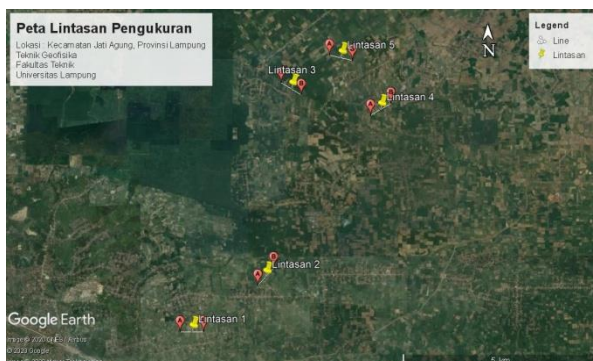 Peta Lintasan Pengukuran
Lokasi : Kecamatan Jati Agung, Provinsi Lampung
Teknik Geofisika
Fakultas Teknik
Universitas Lampung
Legend
Line
Lintasan
N
A
Lintasan 5
Lintasan 3
B
Lintasan 4
A
B
Lintasan 2
A
Google Earth
A
Lintasan 1
© 2020 Google
5 km